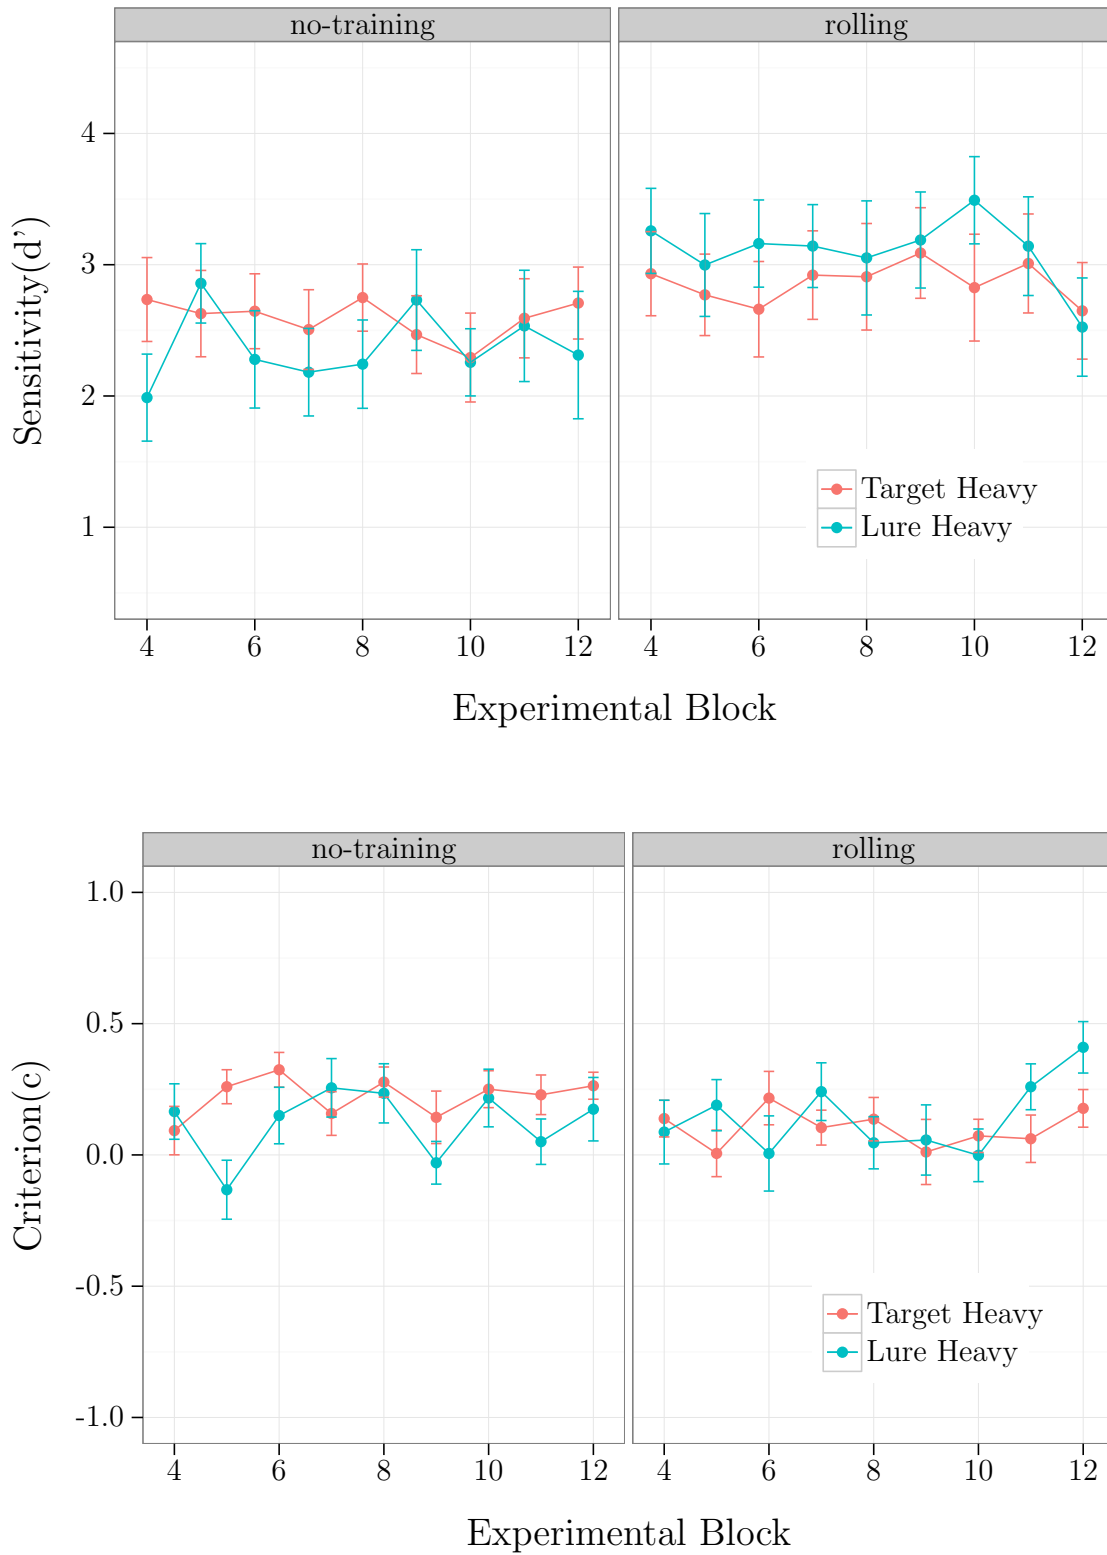 no-training rolling
4
3
2
1
Sensitivity(d’)
Target Heavy
Lure Heavy
4 6 8 10 12 4 6 8 10 12
Experimental Block
no-training rolling
1.0
0.5
0.0
-0.5
-1.0
Criterion(c)
Target Heavy
Lure Heavy
4 6 8 10 12 4 6 8 10 12
Experimental Block